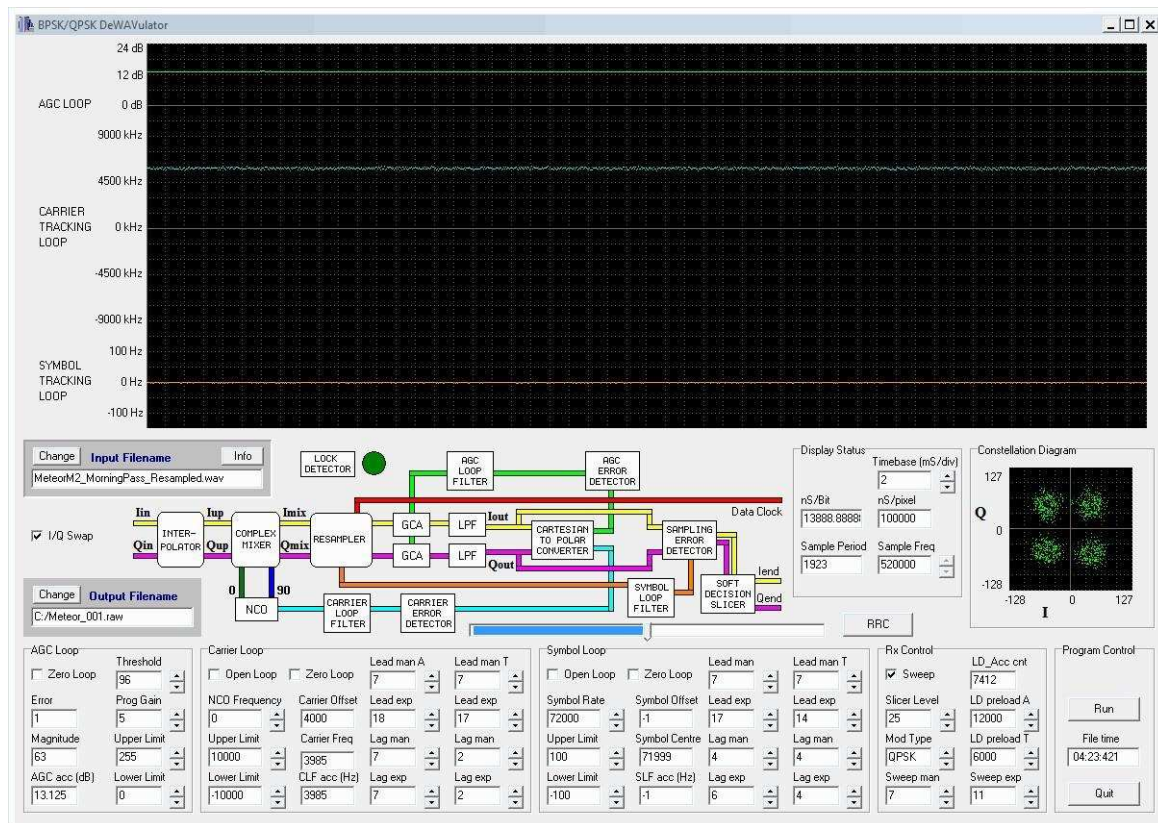 BPSK/QPSK DeWAVulator
24 dB
12 dB
AGC LOOP
0 dB
9000 kHz
4500 kHz
CARRIER
TRACKING
LOOP
0 kHz
-4500 kHz
-9000 kHz
100 Hz
SYMBOL
TRACKING
LOOP
0 Hz
-100 Hz
Change Input Filename Info
MeteorM2_MorningPass_Resampled.wav
I/Q Swap
Change Output Filename
C:/Meteor_001.raw
LOCK
DETECTOR
AGC
LOOP
FILTER
AGC
ERROR
DETECTOR
Data Clock
Iin
Qin
INTER-
POLATOR
Iup
Qup
COMPLEX
MIXER
Imix
Qmix
RESAMPLER
GCA
LPF
GCA
LPF
Iout
Qout
CARTESIAN
TO POLAR
CONVERTER
SAMPLING
ERROR
DETECTOR
Iend
Qend
SOFT
DECISION
SLICER
0
90
NCO
CARRIER
LOOP
FILTER
CARRIER
ERROR
DETECTOR
SYMBOL
LOOP
FILTER
RRC
Display Status
Timebase (mS/div)
2
nS/Bit nS/pixel
13888.8888 100000
Sample Period Sample Freq
1923 520000
Constellation Diagram
127
Q
0
-128
-128 0 127
I
AGC Loop
Zero Loop
Threshold
96
Error Prog Gain
1 5
Magnitude Upper Limit
63 255
AGC acc (dB) Lower Limit
13.125 0
Carrier Loop
Open Loop Zero Loop
Lead man A Lead man T
7 7
NCO Frequency Carrier Offset Lead exp Lead exp
0 4000 18 17
Upper Limit Carrier Freq Lag man Lag man
10000 3985 7 2
Lower Limit CLF acc (Hz) Lag exp Lag exp
-10000 3985 7 2
Symbol Loop
Open Loop Zero Loop
Lead man Lead man T
7 7
Symbol Rate Symbol Offset Lead exp Lead exp
72000 -1 17 14
Upper Limit Symbol Centre Lag man Lag man
100 71999 4 4
Lower Limit SLF acc (Hz) Lag exp Lag exp
-100 -1 6 4
Rx Control
Sweep
LD_Acc cnt
7412
Slicer Level LD preload A
25 12000
Mod Type LD preload T
QPSK 6000
Sweep man Sweep exp
7 11
Program Control
Run
File time
04:23:421
Quit